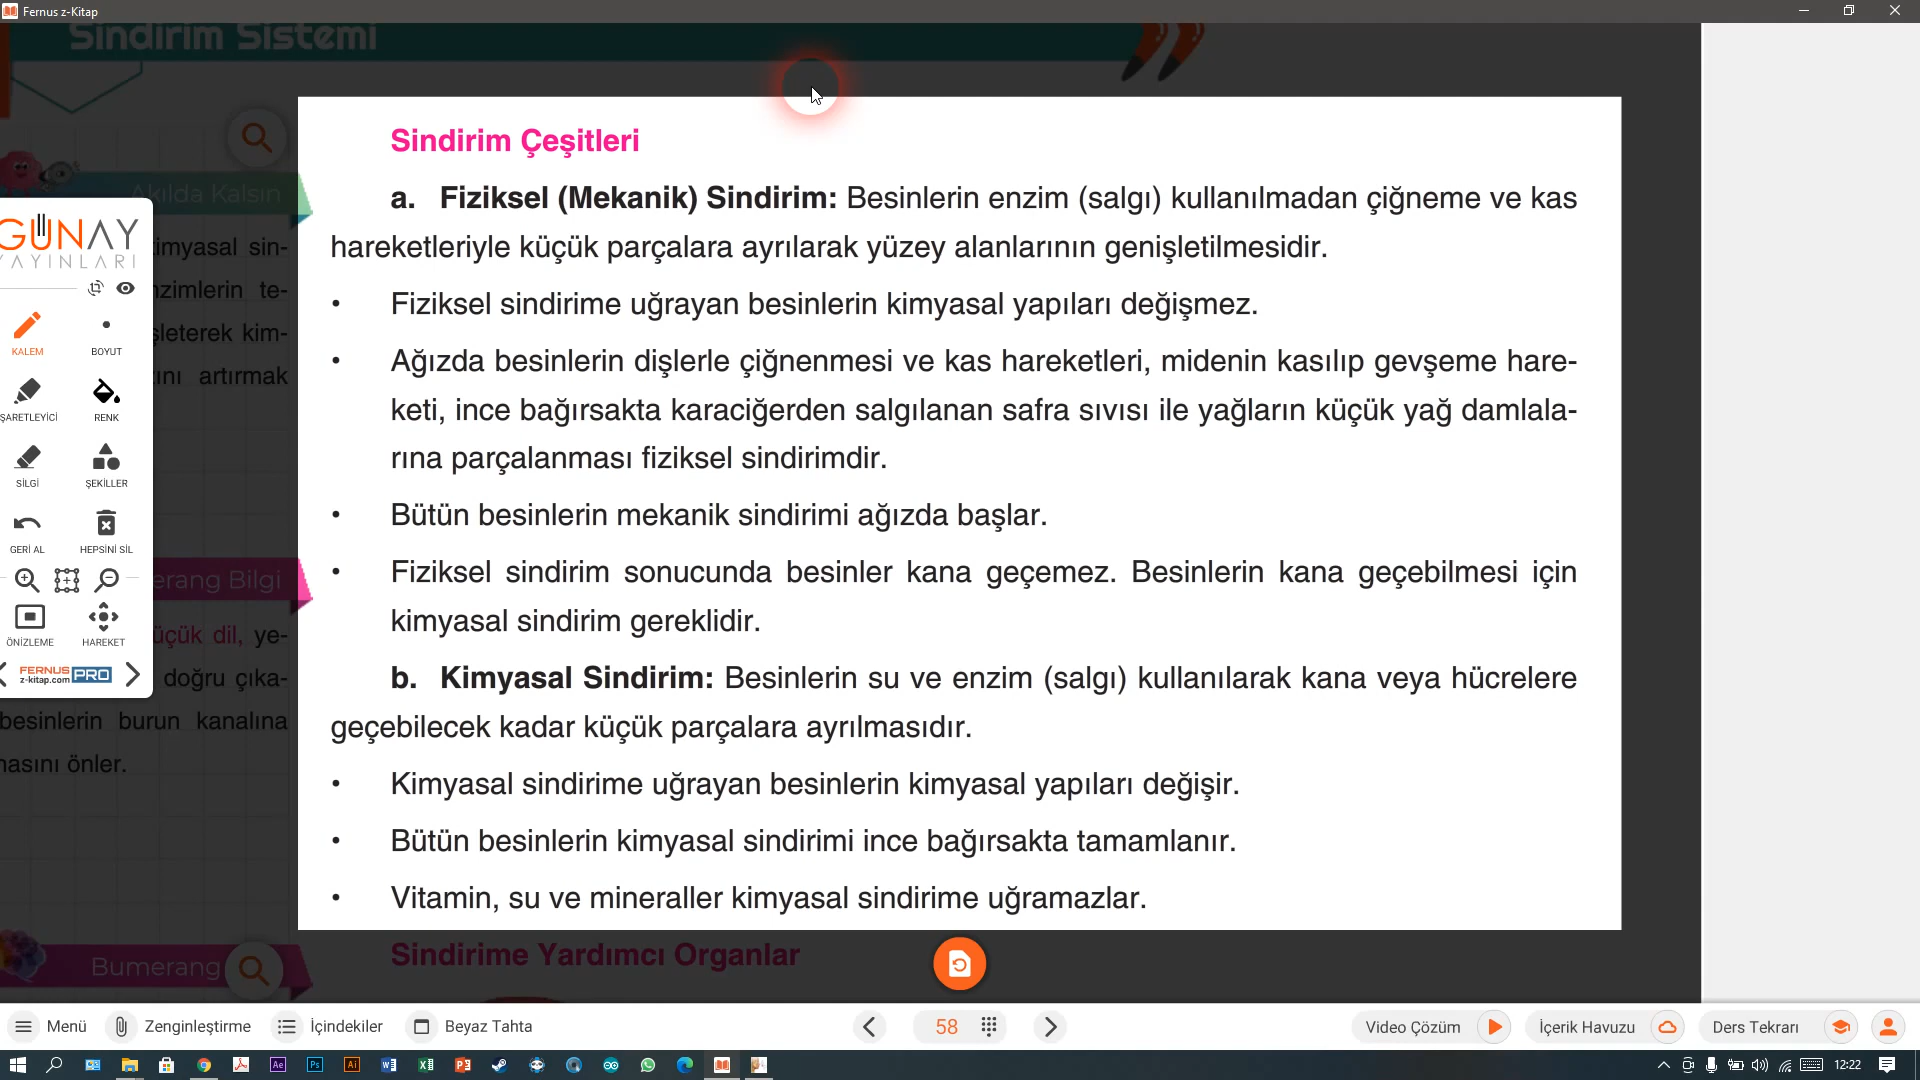 Fernus z-Kitap
Sindirim Sistemi
Sindirim Çeşitleri
a. Fiziksel (Mekanik) Sindirim: Besinlerin enzim (salgı) kullanılmadan çiğneme ve kas
hareketleriyle küçük parçalara ayrılarak yüzey alanlarının genişletilmesidir.
• Fiziksel sindirime uğrayan besinlerin kimyasal yapıları değişmez.
• Ağızda besinlerin dişlerle çiğnenmesi ve kas hareketleri, midenin kasılıp gevşeme hare-
keti, ince bağırsakta karaciğerden salgılanan safra sıvısı ile yağların küçük yağ damlala-
rına parçalanması fiziksel sindirimdir.
• Bütün besinlerin mekanik sindirimi ağızda başlar.
• Fiziksel sindirim sonucunda besinler kana geçemez. Besinlerin kana geçebilmesi için
kimyasal sindirim gereklidir.
b. Kimyasal Sindirim: Besinlerin su ve enzim (salgı) kullanılarak kana veya hücrelere
geçebilecek kadar küçük parçalara ayrılmasıdır.
• Kimyasal sindirime uğrayan besinlerin kimyasal yapıları değişir.
• Bütün besinlerin kimyasal sindirimi ince bağırsakta tamamlanır.
• Vitamin, su ve mineraller kimyasal sindirime uğramazlar.
Sindirime Yardımcı Organlar
Akılda Kalsın
imyasal sin-
nzimlerin te-
şleterek kim-
ını artırmak
erang Bilgi
üçük dil, ye-
doğru çıka-
besinlerin burun kanalına
masını önler.
Bumerang
GÜNAY
YAYINLARI
KALEM BOYUT
ŞARETLEYİCİ RENK
SİLGİ ŞEKİLLER
GERİ AL HEPSİNİ SİL
ÖNİZLEME HAREKET
FERNUS PRO
z-kitap.com
Menü Zenginleştirme İçindekiler Beyaz Tahta 58 Video Çözüm İçerik Havuzu Ders Tekrarı
12:22